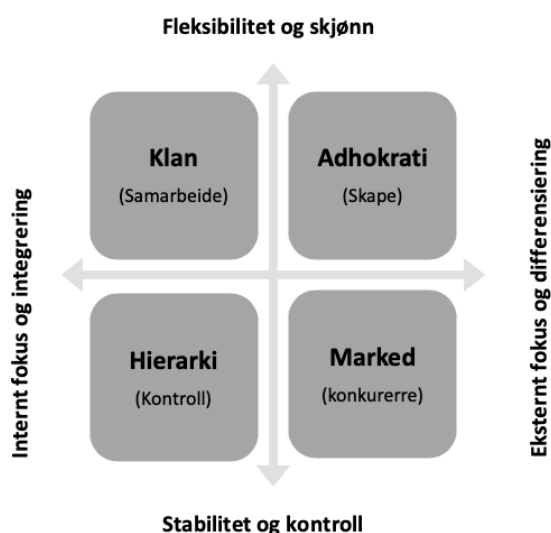 Fleksibilitet og skjønn
Klan
(Samarbeide)
Adhokrati
(Skape)
Internt fokus og integrering
Eksternt fokus og differensiering
Hierarki
(Kontroll)
Marked
(konkurerre)
Stabilitet og kontroll